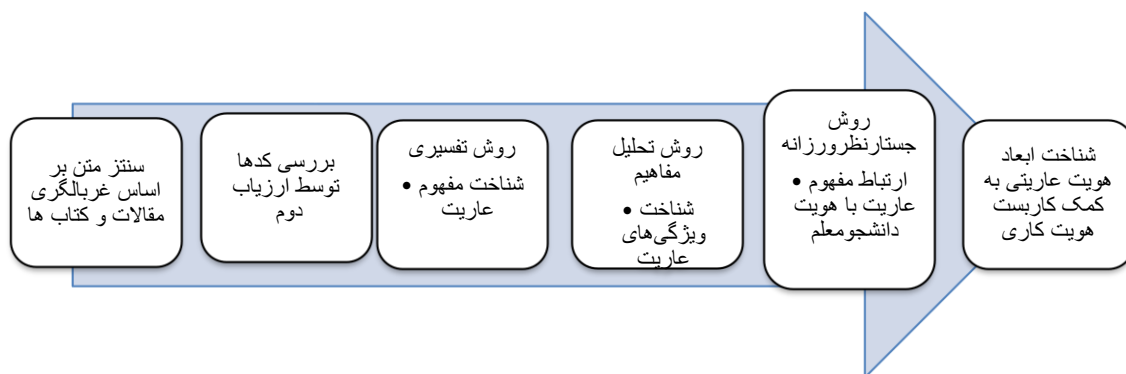 سنتز متن بر
اساس غربالگری
مقالات و کتاب ها
بررسی کدها
توسط ارزیاب
دوم
روش تفسیری
• شناخت مفهوم
عاریت
روش تحلیل
مفاهیم
• شناخت
ویژگی‌های
عاریت
روش
جستارنظرورزانه
• ارتباط مفهوم
عاریت با هویت
دانشجومعلم
شناخت ابعاد
هویت عاریتی به
کمک کاربست
هویت کاری